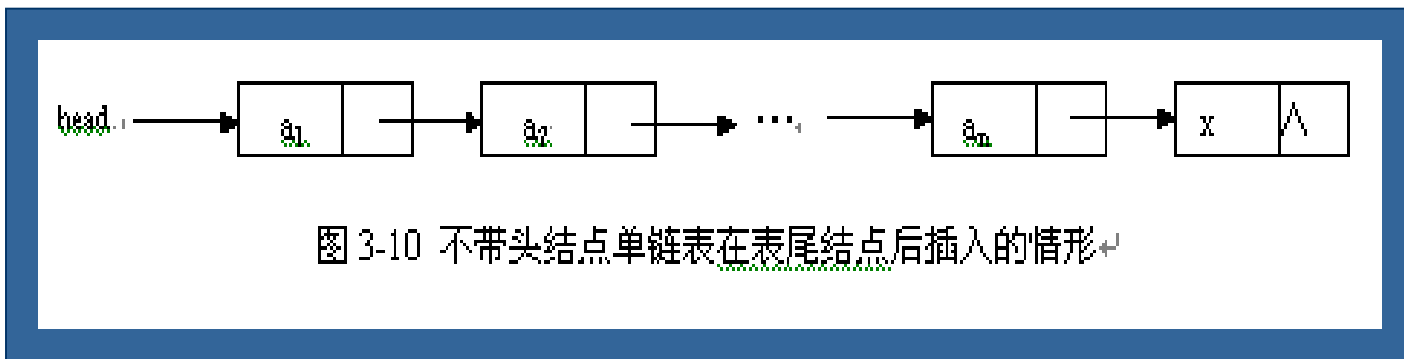 head a₁ a₂ … aₙ x ∧
图 3-10 不带头结点单链表在表尾结点后插入的情形